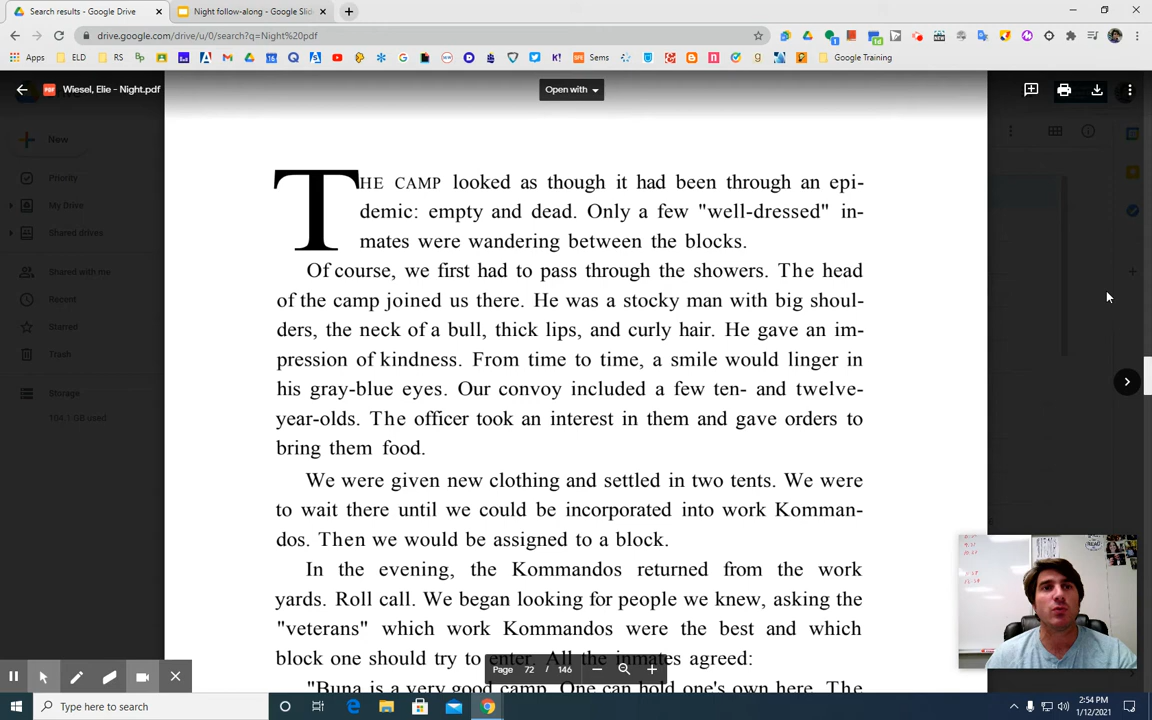 Search results - Google Drive
Night follow-along - Google Slid
drive.google.com/drive/u/0/search?q=Night%20pdf
ELD
RS
Sems
Google Training
Wiesel, Elie - Night.pdf
Open with
New
Priority
My Drive
Shared drives
Shared with me
Recent
Starred
Trash
Storage
104.1 GB used
THE CAMP looked as though it had been through an epi-
demic: empty and dead. Only a few "well-dressed" in-
mates were wandering between the blocks.
Of course, we first had to pass through the showers. The head
of the camp joined us there. He was a stocky man with big shoul-
ders, the neck of a bull, thick lips, and curly hair. He gave an im-
pression of kindness. From time to time, a smile would linger in
his gray-blue eyes. Our convoy included a few ten- and twelve-
year-olds. The officer took an interest in them and gave orders to
bring them food.
We were given new clothing and settled in two tents. We were
to wait there until we could be incorporated into work Komman-
dos. Then we would be assigned to a block.
In the evening, the Kommandos returned from the work
yards. Roll call. We began looking for people we knew, asking the
"veterans" which work Kommandos were the best and which
block one should try to enter. All the inmates agreed:
"Buna is a very good camp. One can hold one's own here. The
Page 72 / 146
Type here to search
2:54 PM
1/12/2021